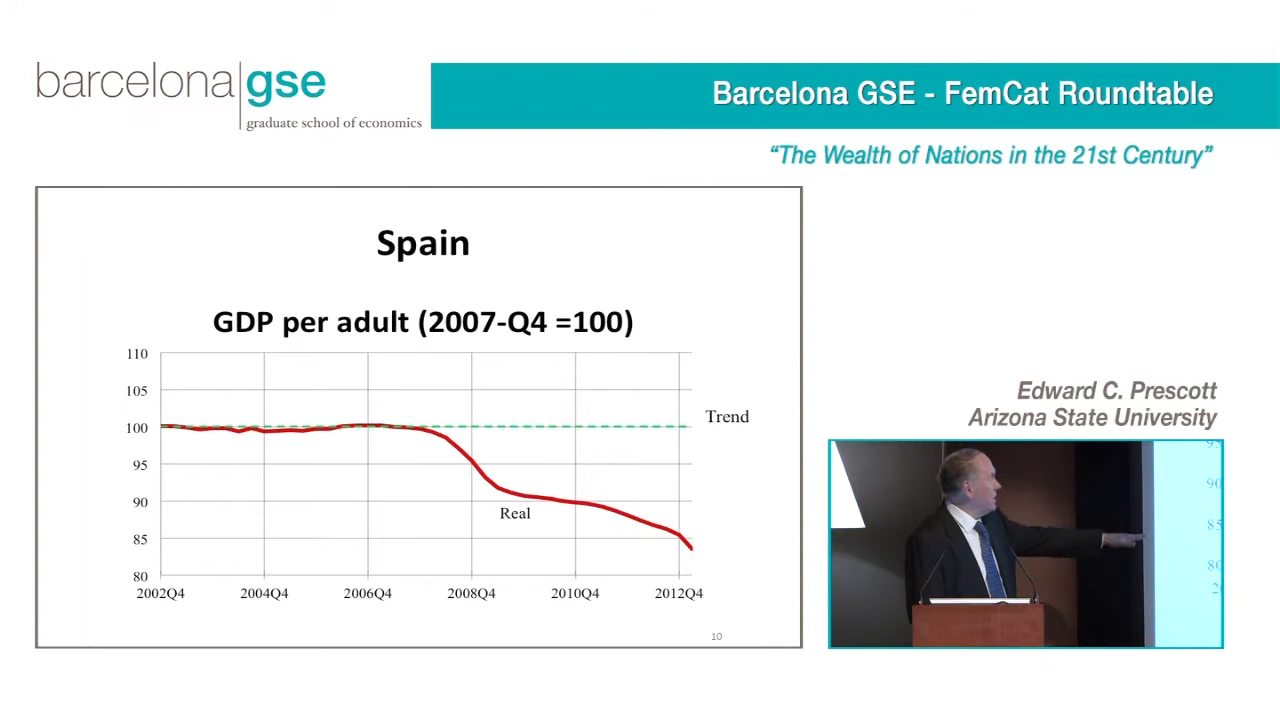 barcelona gse
graduate school of economics
Barcelona GSE - FemCat Roundtable
“The Wealth of Nations in the 21st Century”
Spain
GDP per adult (2007-Q4 =100)
110
105
100
95
90
85
80
Trend
Real
2002Q4 2004Q4 2006Q4 2008Q4 2010Q4 2012Q4
10
Edward C. Prescott
Arizona State University
90
85